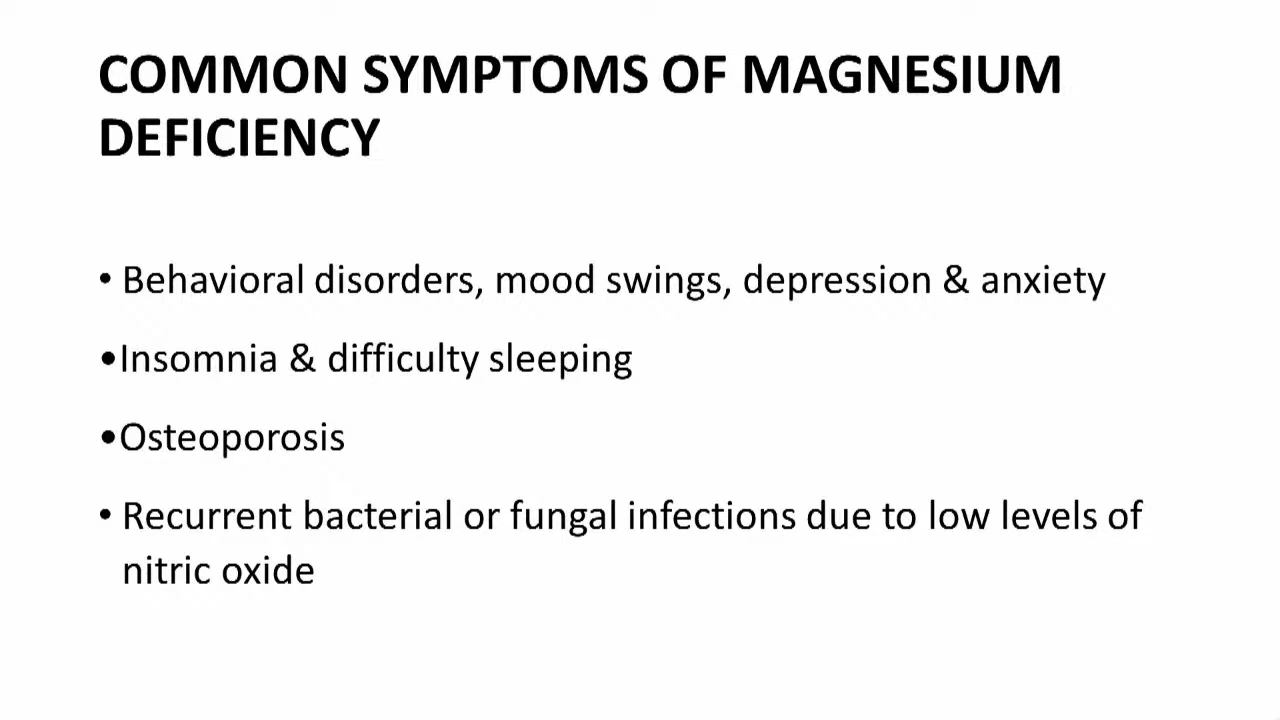 COMMON SYMPTOMS OF MAGNESIUM
DEFICIENCY
• Behavioral disorders, mood swings, depression & anxiety
•Insomnia & difficulty sleeping
•Osteoporosis
• Recurrent bacterial or fungal infections due to low levels of
nitric oxide